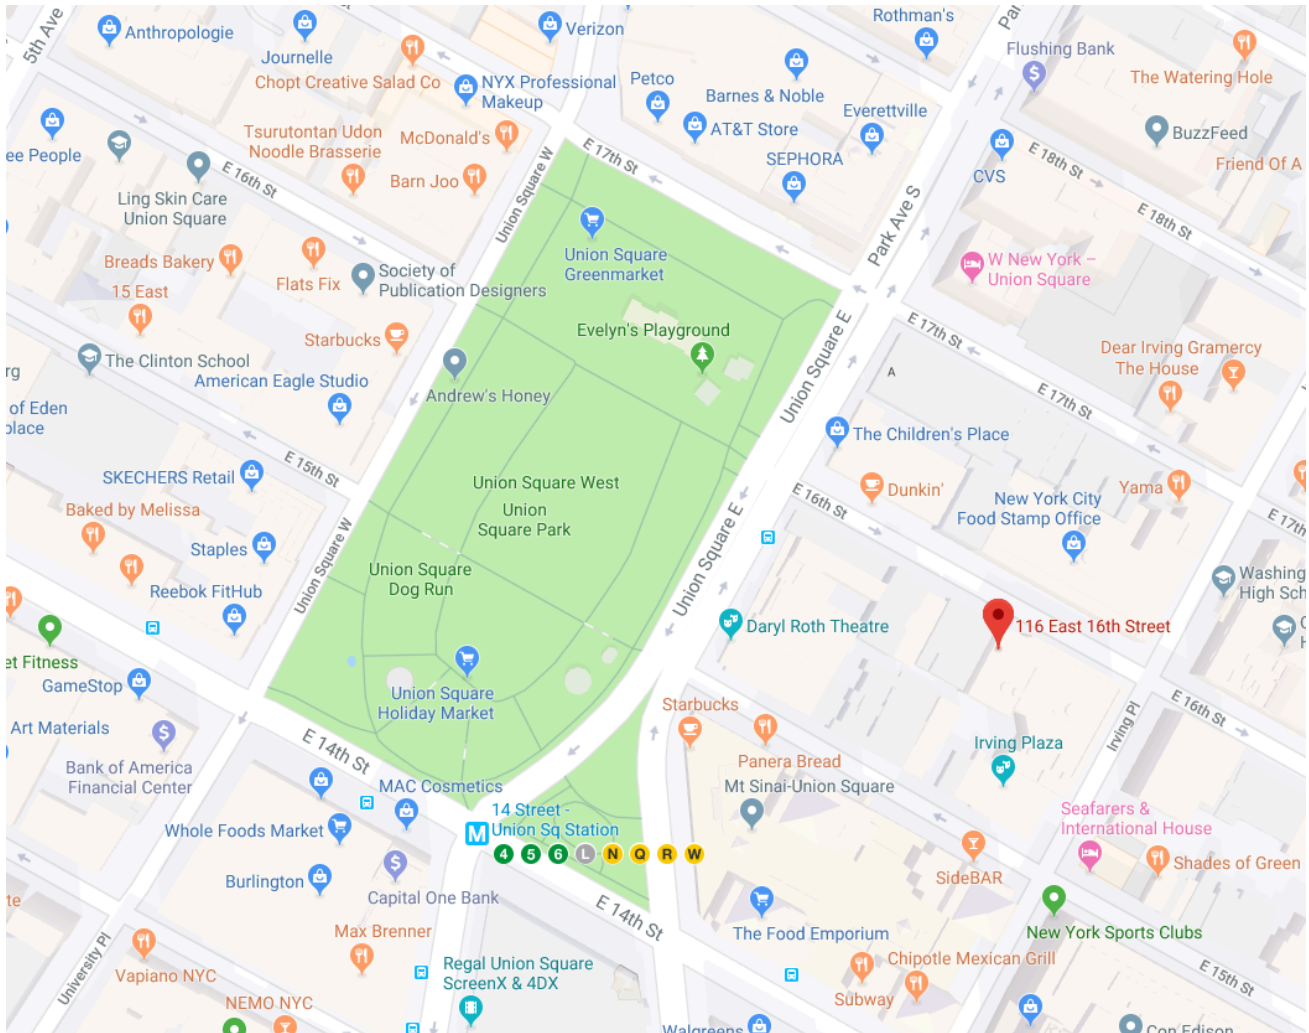 5th Ave
Anthropologie
Journelle
Chopt Creative Salad Co
Verizon
Rothman's
Flushing Bank
The Watering Hole
NYX Professional
Makeup
Petco
Barnes & Noble
AT&T Store
Everettville
SEPHORA
BuzzFeed
CVS
E 18th St
Friend Of A
E 18th St
ee People
Tsurutontan Udon
Noodle Brasserie
McDonald's
Barn Joo
E 16th St
Ling Skin Care
Union Square
E 17th St
Union Square W
Park Ave S
Union Square
Greenmarket
W New York –
Union Square
Breads Bakery
15 East
Flats Fix
Society of
Publication Designers
Starbucks
Evelyn's Playground
Union Square E
E 17th St
Dear Irving Gramercy
The House
The Clinton School
rg
American Eagle Studio
Andrew's Honey
A
E 17th St
of Eden
place
The Children's Place
E 15th St
SKECHERS Retail
Union Square West
Union
Square Park
Dunkin'
E 16th St
New York City
Food Stamp Office
Yama
E 17th
Baked by Melissa
Staples
Union Square W
Union Square E
Reebok FitHub
Union Square
Dog Run
Washing
High Sch
Daryl Roth Theatre
116 East 16th Street
C
H
et Fitness
GameStop
Union Square
Holiday Market
Starbucks
E 16th St
Irving Pl
Art Materials
E 14th St
Panera Bread
Irving Plaza
Bank of America
Financial Center
MAC Cosmetics
Mt Sinai-Union Square
Whole Foods Market
M
14 Street -
Union Sq Station
4 5 6 L N Q R W
Seafarers &
International House
Shades of Green
Burlington
Capital One Bank
SideBAR
E 14th St
The Food Emporium
New York Sports Clubs
te
Max Brenner
University Pl
Vapiano NYC
Regal Union Square
ScreenX & 4DX
Chipotle Mexican Grill
Subway
E 15th St
NEMO NYC
Walgreens
Con Edison